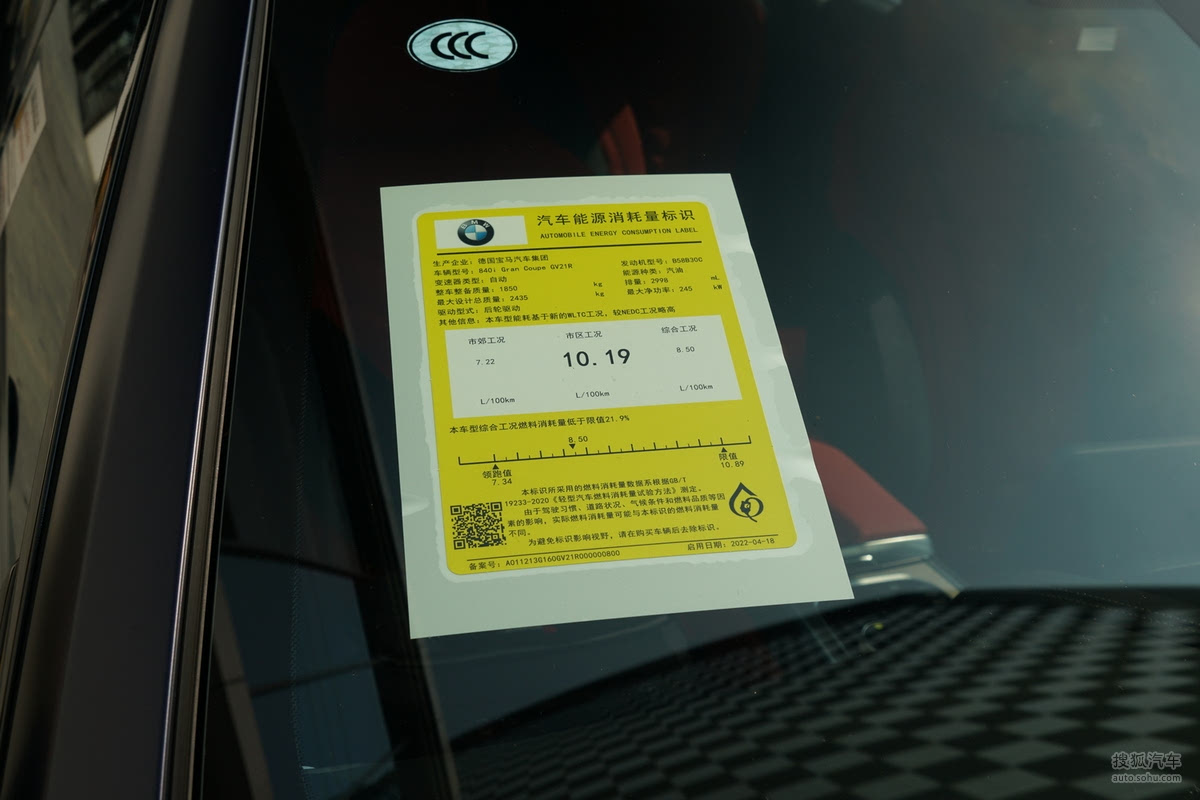 CCC
BMW
汽车能源消耗量标识
AUTOMOBILE ENERGY CONSUMPTION LABEL
生产企业：德国宝马汽车集团
发动机型号：B58B30C
车辆型号：840i Gran Coupe GV21R
能源种类：汽油
变速器类型：自动
排量：2998 mL
整车整备质量：1850 kg
最大净功率：245 kW
最大设计总质量：2435 kg
驱动型式：后轮驱动
其他信息：本车型能耗基于新的WLTC工况，较NEDC工况略高
市郊工况 市区工况 综合工况
7.22 10.19 8.50
L/100km L/100km L/100km
本车型综合工况燃料消耗量低于限值21.9%
8.50
领跑值 限值
7.34 10.89
本标识所采用的燃料消耗量数据系根据GB/T
19233-2020《轻型汽车燃料消耗量试验方法》测定。
由于驾驶习惯、道路状况、气候条件和燃料品质等因
素的影响，实际燃料消耗量可能与本标识的燃料消耗量
不同。
为避免标识影响视野，请在购买车辆后去除标识。
备案号：A011213G160GV21R000000800
启用日期：2022-04-18
搜狐汽车
auto.sohu.com